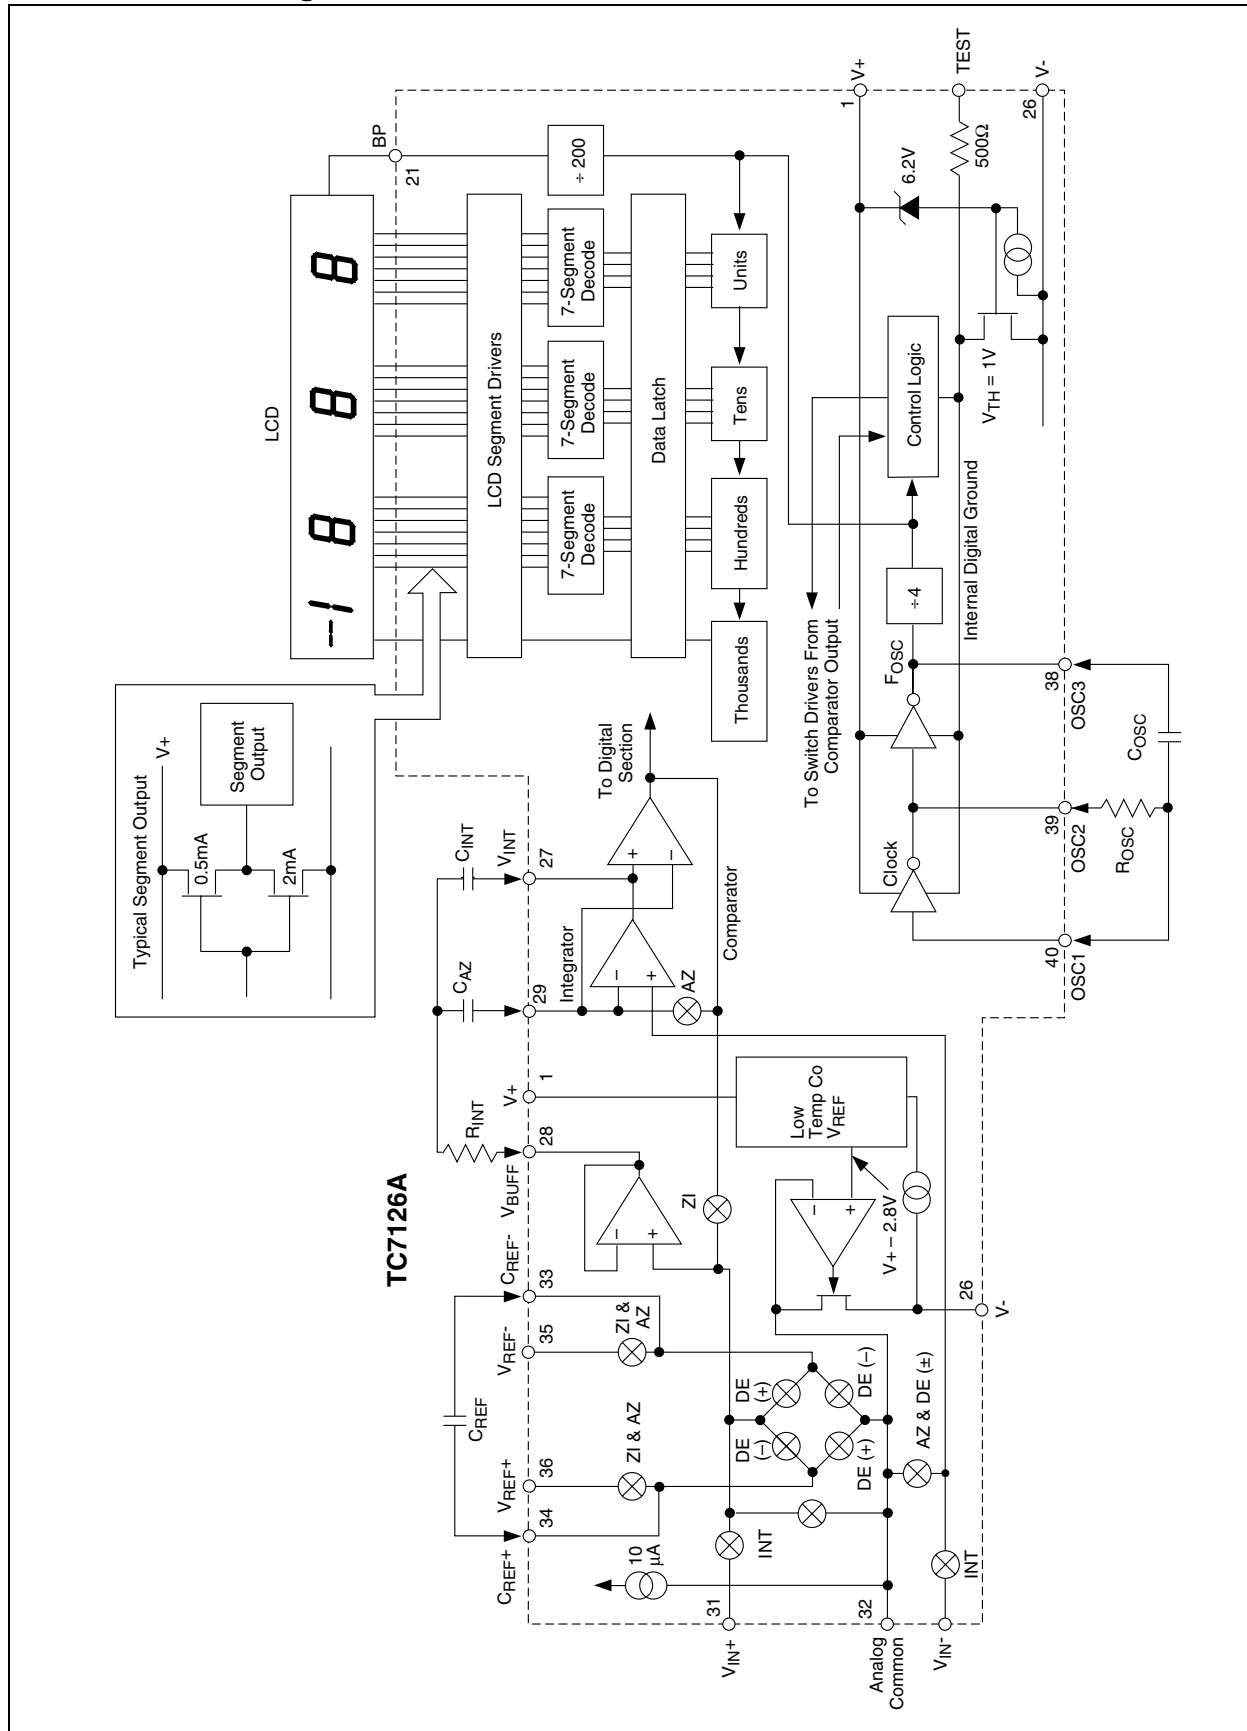 TC7126A
Typical Segment Output
V+
0.5mA
2mA
Segment
Output
LCD
--1 8 8 8
BP
21
LCD Segment Drivers
7-Segment
Decode
7-Segment
Decode
7-Segment
Decode
÷ 200
Data Latch
Thousands
Hundreds
Tens
Units
CREF
CREF+
34
VREF+
36
VREF-
35
CREF-
33
VBUFF
28
RINT
V+
1
CAZ
29
CINT
VINT
27
10
µA
ZI & AZ
ZI &
AZ
Integrator
To Digital
Section
–
+
–
+
+
–
AZ
ZI
Comparator
31
VIN+
INT
DE
(–)
DE
(+)
DE (+)
DE (–)
–
+
Low
Temp Co
VREF
V+ – 2.8V
32
Analog
Common
AZ & DE (±)
VIN-
INT
26
V-
To Switch Drivers From
Comparator Output
Clock
FOSC
÷4
Control Logic
Internal Digital Ground
6.2V
VTH = 1V
500Ω
1
V+
TEST
26
V-
40
OSC1
39
OSC2
38
OSC3
ROSC
COSC